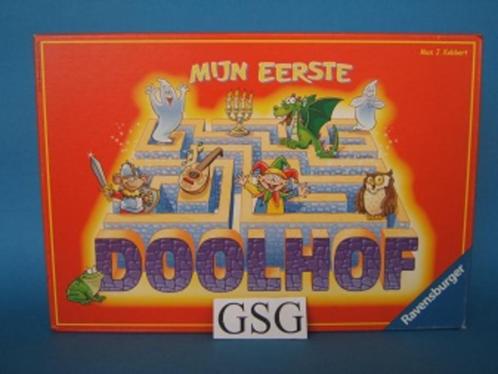 Max J. Kobbert
MIJN EERSTE
DOOLHOF
Ravensburger
GSG